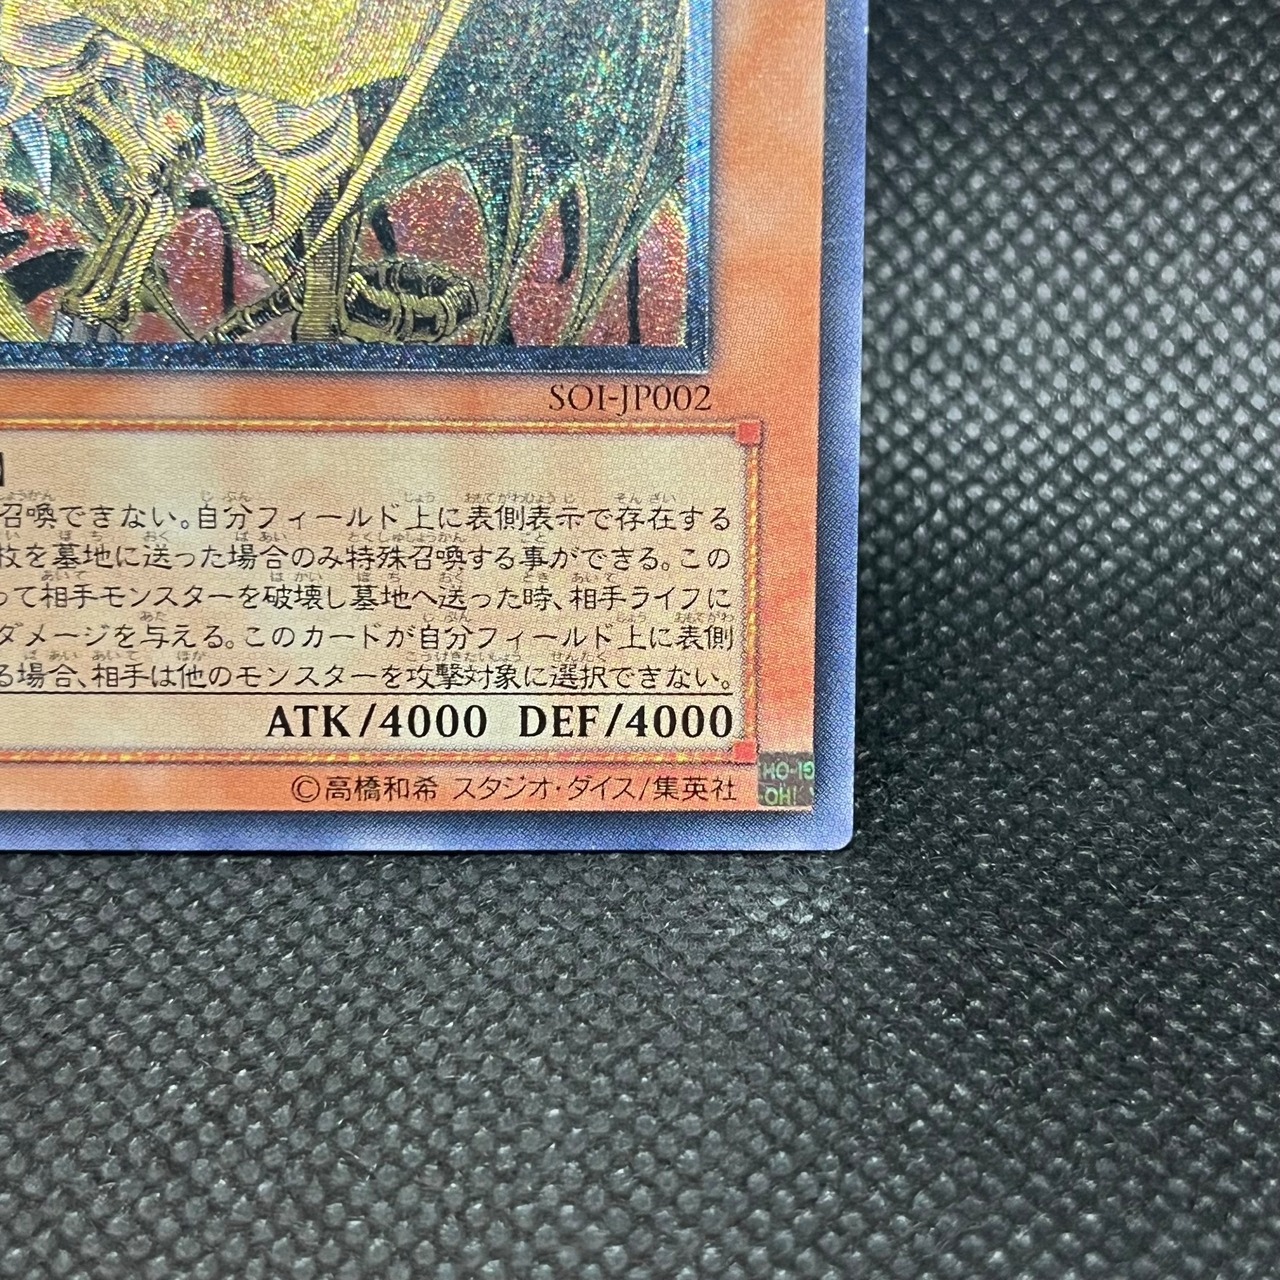 SOI-JP002
召喚できない。自分フィールド上に表側表示で存在する
枚を墓地に送った場合のみ特殊召喚する事ができる。この
って相手モンスターを破壊し墓地へ送った時、相手ライフに
ダメージを与える。このカードが自分フィールド上に表側
る場合、相手は他のモンスターを攻撃対象に選択できない。
ATK/4000 DEF/4000
©高橋和希 スタジオ・ダイス/集英社